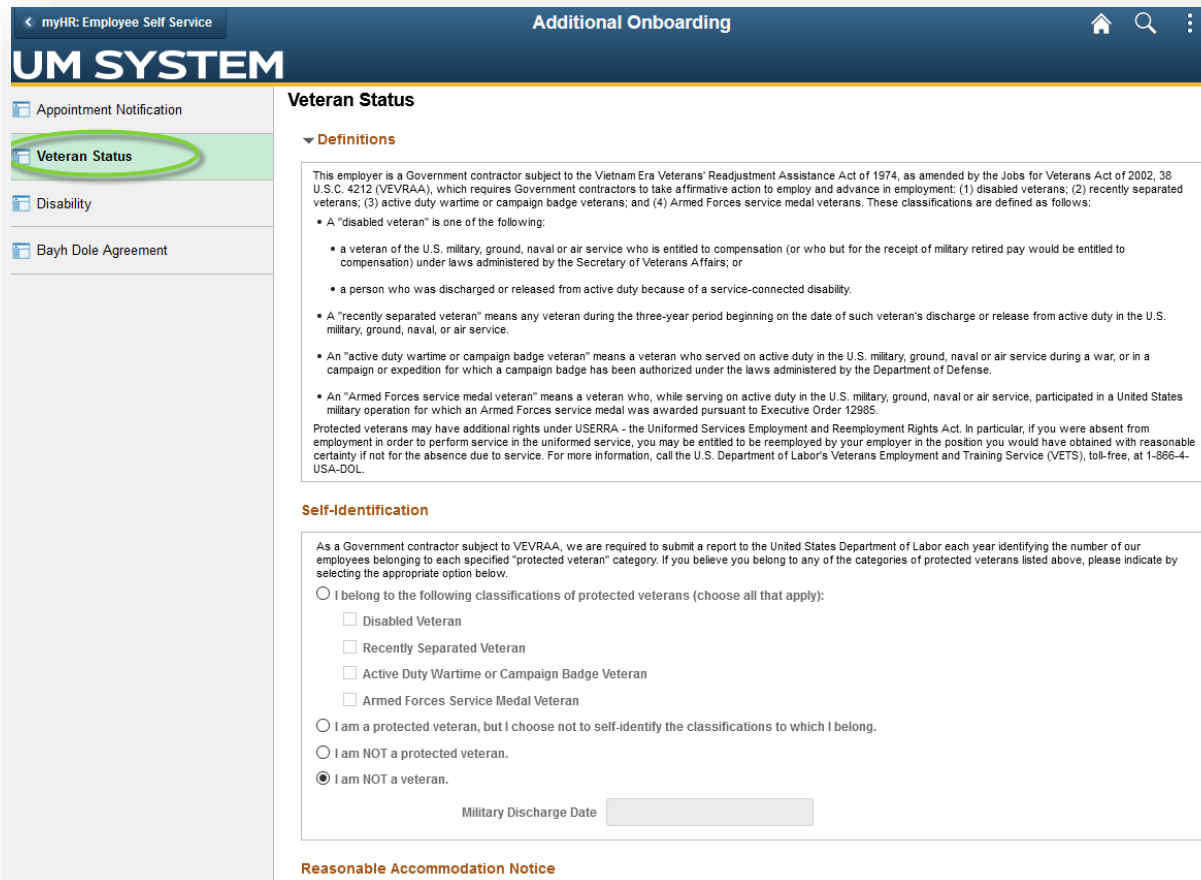 myHR: Employee Self Service
Additional Onboarding
UM SYSTEM
Appointment Notification
Veteran Status
Disability
Bayh Dole Agreement
Veteran Status
Definitions
This employer is a Government contractor subject to the Vietnam Era Veterans' Readjustment Assistance Act of 1974, as amended by the Jobs for Veterans Act of 2002, 38
U.S.C. 4212 (VEVRAA), which requires Government contractors to take affirmative action to employ and advance in employment: (1) disabled veterans; (2) recently separated
veterans; (3) active duty wartime or campaign badge veterans; and (4) Armed Forces service medal veterans. These classifications are defined as follows:
• A "disabled veteran" is one of the following:
• a veteran of the U.S. military, ground, naval or air service who is entitled to compensation (or who but for the receipt of military retired pay would be entitled to
compensation) under laws administered by the Secretary of Veterans Affairs; or
• a person who was discharged or released from active duty because of a service-connected disability.
• A "recently separated veteran" means any veteran during the three-year period beginning on the date of such veteran's discharge or release from active duty in the U.S.
military, ground, naval, or air service.
• An "active duty wartime or campaign badge veteran" means a veteran who served on active duty in the U.S. military, ground, naval or air service during a war, or in a
campaign or expedition for which a campaign badge has been authorized under the laws administered by the Department of Defense.
• An "Armed Forces service medal veteran" means a veteran who, while serving on active duty in the U.S. military, ground, naval or air service, participated in a United States
military operation for which an Armed Forces service medal was awarded pursuant to Executive Order 12985.
Protected veterans may have additional rights under USERRA - the Uniformed Services Employment and Reemployment Rights Act. In particular, if you were absent from
employment in order to perform service in the uniformed service, you may be entitled to be reemployed by your employer in the position you would have obtained with reasonable
certainty if not for the absence due to service. For more information, call the U.S. Department of Labor's Veterans Employment and Training Service (VETS), toll-free, at 1-866-4-
USA-DOL.
Self-Identification
As a Government contractor subject to VEVRAA, we are required to submit a report to the United States Department of Labor each year identifying the number of our
employees belonging to each specified "protected veteran" category. If you believe you belong to any of the categories of protected veterans listed above, please indicate by
selecting the appropriate option below.
I belong to the following classifications of protected veterans (choose all that apply):
Disabled Veteran
Recently Separated Veteran
Active Duty Wartime or Campaign Badge Veteran
Armed Forces Service Medal Veteran
I am a protected veteran, but I choose not to self-identify the classifications to which I belong.
I am NOT a protected veteran.
I am NOT a veteran.
Military Discharge Date
Reasonable Accommodation Notice